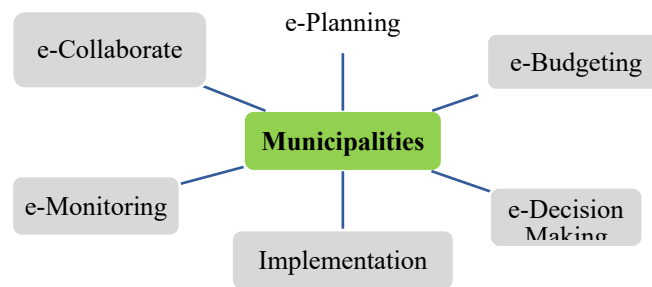 e-Planning
e-Collaborate
e-Budgeting
Municipalities
e-Monitoring
e-Decision
Making
Implementation